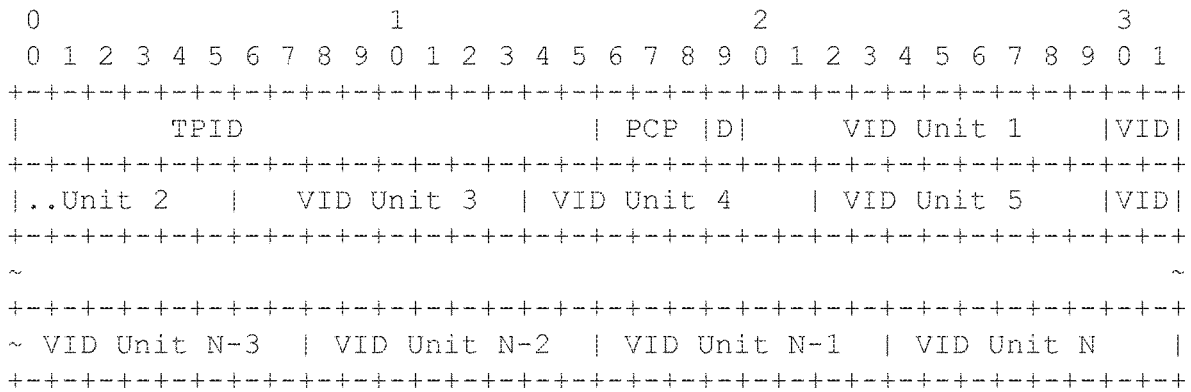 0                   1                   2                   3
 0 1 2 3 4 5 6 7 8 9 0 1 2 3 4 5 6 7 8 9 0 1 2 3 4 5 6 7 8 9 0 1
+-+-+-+-+-+-+-+-+-+-+-+-+-+-+-+-+-+-+-+-+-+-+-+-+-+-+-+-+-+-+-+-+
|        TPID                   | PCP |D|     VID Unit 1    |VID|
+-+-+-+-+-+-+-+-+-+-+-+-+-+-+-+-+-+-+-+-+-+-+-+-+-+-+-+-+-+-+-+-+
|..Unit 2   |   VID Unit 3  | VID Unit 4    | VID Unit 5    |VID|
+-+-+-+-+-+-+-+-+-+-+-+-+-+-+-+-+-+-+-+-+-+-+-+-+-+-+-+-+-+-+-+-+
~                                                               ~
+-+-+-+-+-+-+-+-+-+-+-+-+-+-+-+-+-+-+-+-+-+-+-+-+-+-+-+-+-+-+-+-+
~ VID Unit N-3  | VID Unit N-2  | VID Unit N-1  | VID Unit N    |
+-+-+-+-+-+-+-+-+-+-+-+-+-+-+-+-+-+-+-+-+-+-+-+-+-+-+-+-+-+-+-+-+